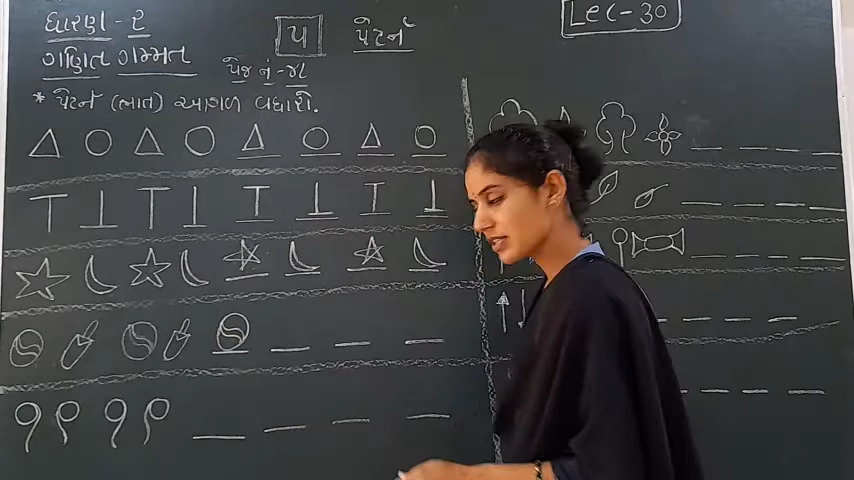 ધોરણ - ૨
ગણિત ગમ્મત
૫ પેટર્ન
Lec - 30
પેજ નં - ૪૮
* પેટર્ન (ભાત) આગળ વધારો.